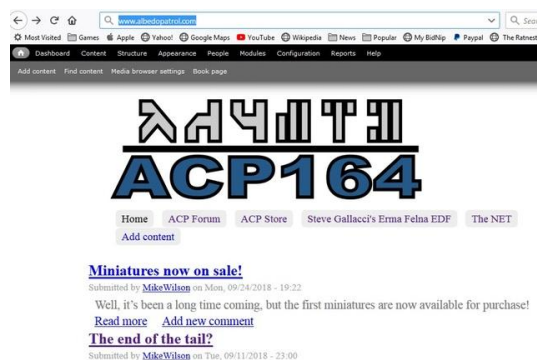 www.albedopatrol.com
Most Visited Games Apple Yahoo! Google Maps YouTube Wikipedia News Popular My BidNip Paypal The Ratnest
Dashboard Content Structure Appearance People Modules Configuration Reports Help
Add content Find content Media browser settings Book page
ACP164
Home ACP Forum ACP Store Steve Gallacci's Erma Felna EDF The NET
Add content
Miniatures now on sale!
Submitted by MikeWilson on Mon, 09/24/2018 - 19:22
Well, it's been a long time coming, but the first miniatures are now available for purchase!
Read more Add new comment
The end of the tail?
Submitted by MikeWilson on Tue, 09/11/2018 - 23:00